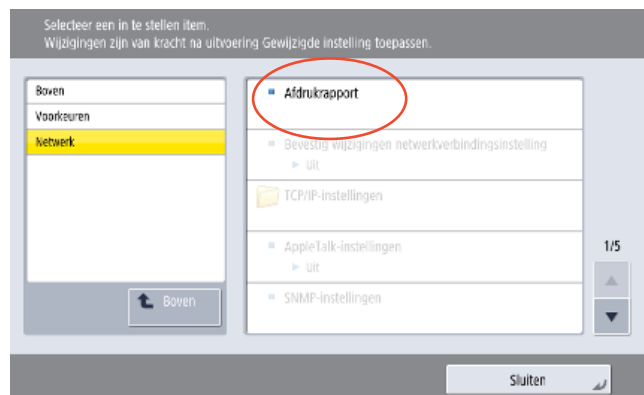 Selecteer een in te stellen item.
Wijzigingen zijn van kracht na uitvoering Gewijzigde instelling toepassen.
Boven
Voorkeuren
Netwerk
Boven
Afdrukrapport
Bevestig wijzigingen netwerkverbindingsinstelling
Uit
TCP/IP-instellingen
AppleTalk-instellingen
Uit
SNMP-instellingen
1/5
Sluiten